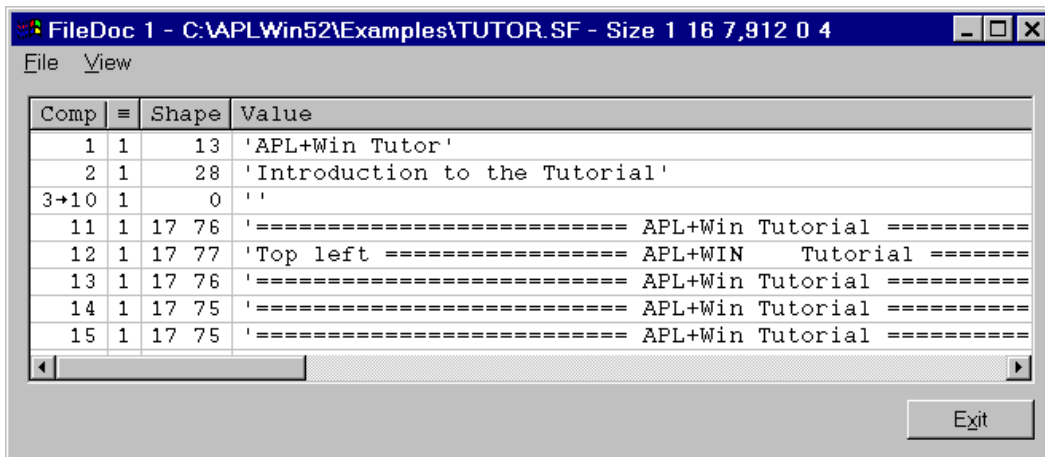 FileDoc 1 - C:\APLWin52\Examples\TUTOR.SF - Size 1 16 7,912 0 4
File View
Comp ≡ Shape Value
1 1 13 'APL+Win Tutor'
2 1 28 'Introduction to the Tutorial'
3→10 1 0 ''
11 1 17 76 '========================== APL+Win Tutorial ==========
12 1 17 77 'Top left ================= APL+WIN    Tutorial =======
13 1 17 76 '========================== APL+Win Tutorial ==========
14 1 17 75 '========================== APL+Win Tutorial ==========
15 1 17 75 '========================== APL+Win Tutorial ==========
Exit